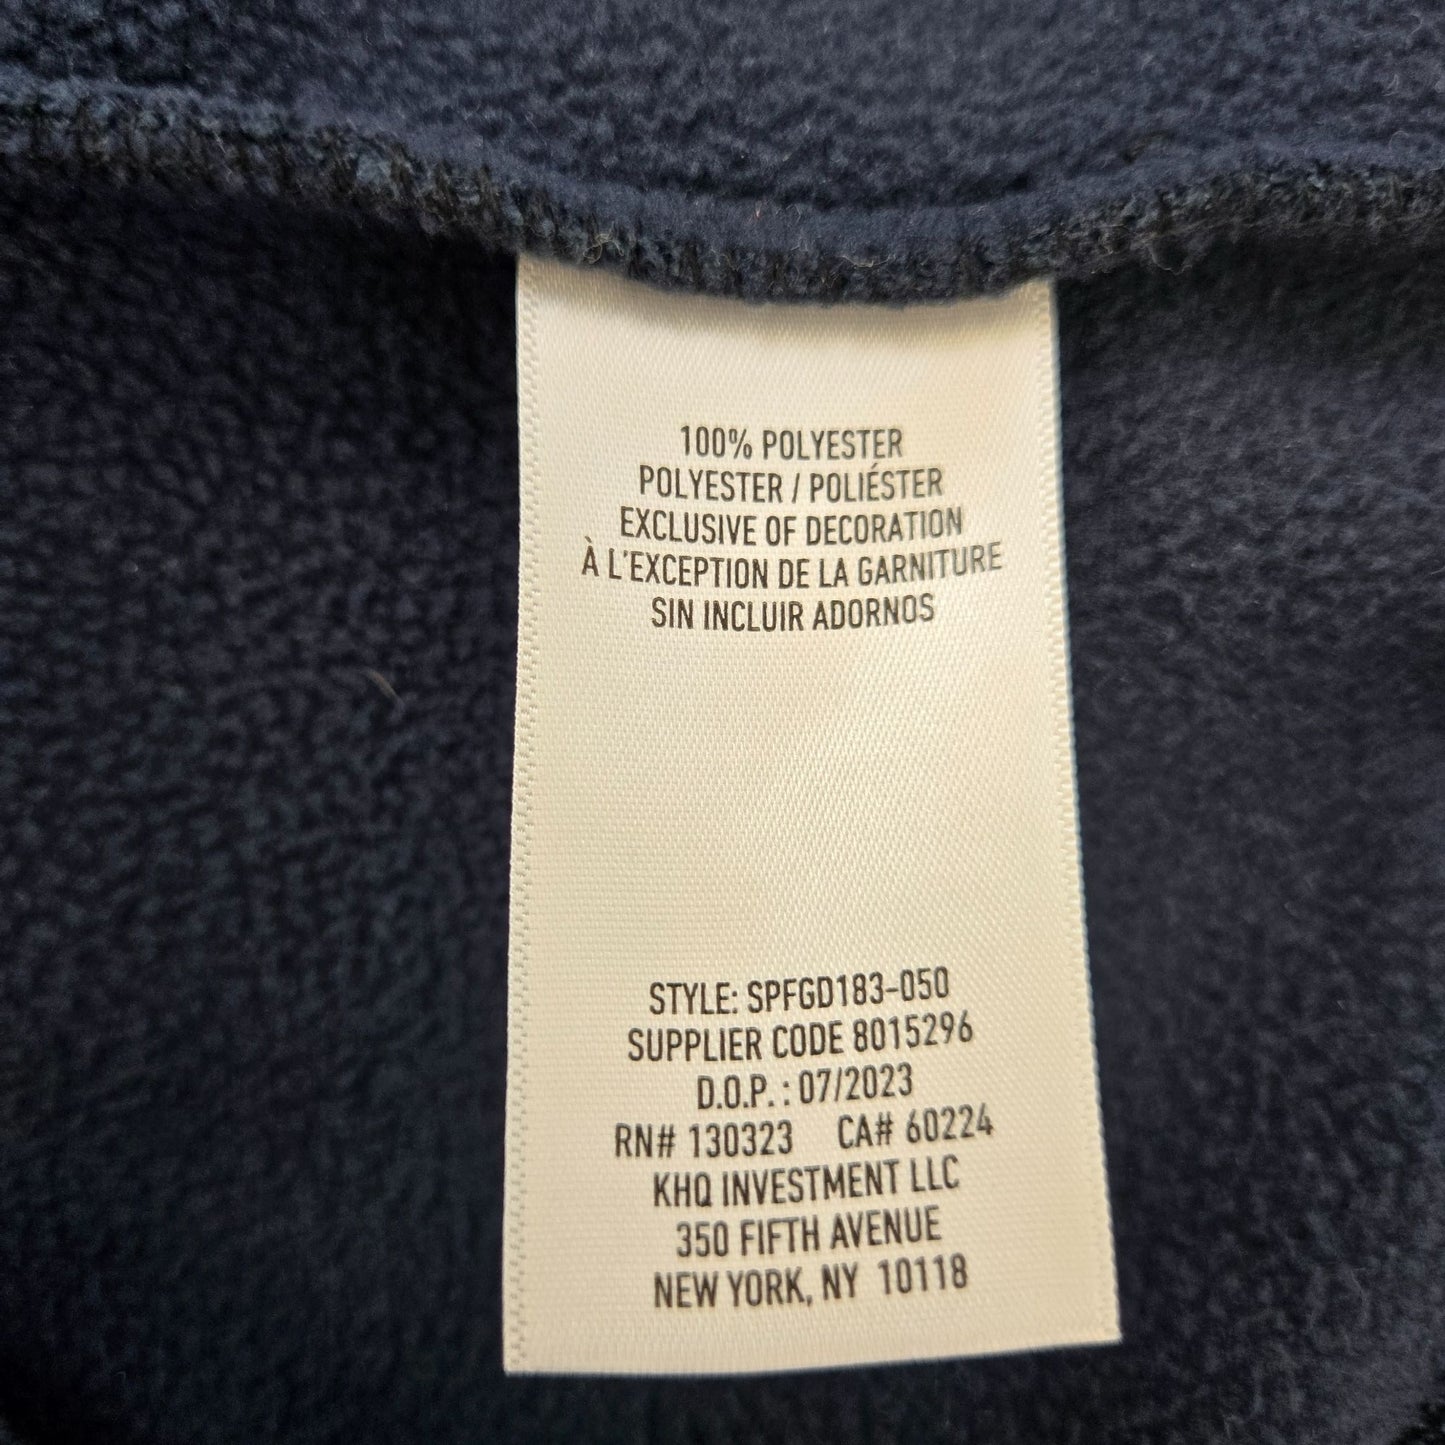 100% POLYESTER
POLYESTER / POLIÉSTER
EXCLUSIVE OF DECORATION
À L'EXCEPTION DE LA GARNITURE
SIN INCLUIR ADORNOS
STYLE: SPFGD183-050
SUPPLIER CODE 8015296
D.O.P. : 07/2023
RN# 130323 CA# 60224
KHQ INVESTMENT LLC
350 FIFTH AVENUE
NEW YORK, NY 10118